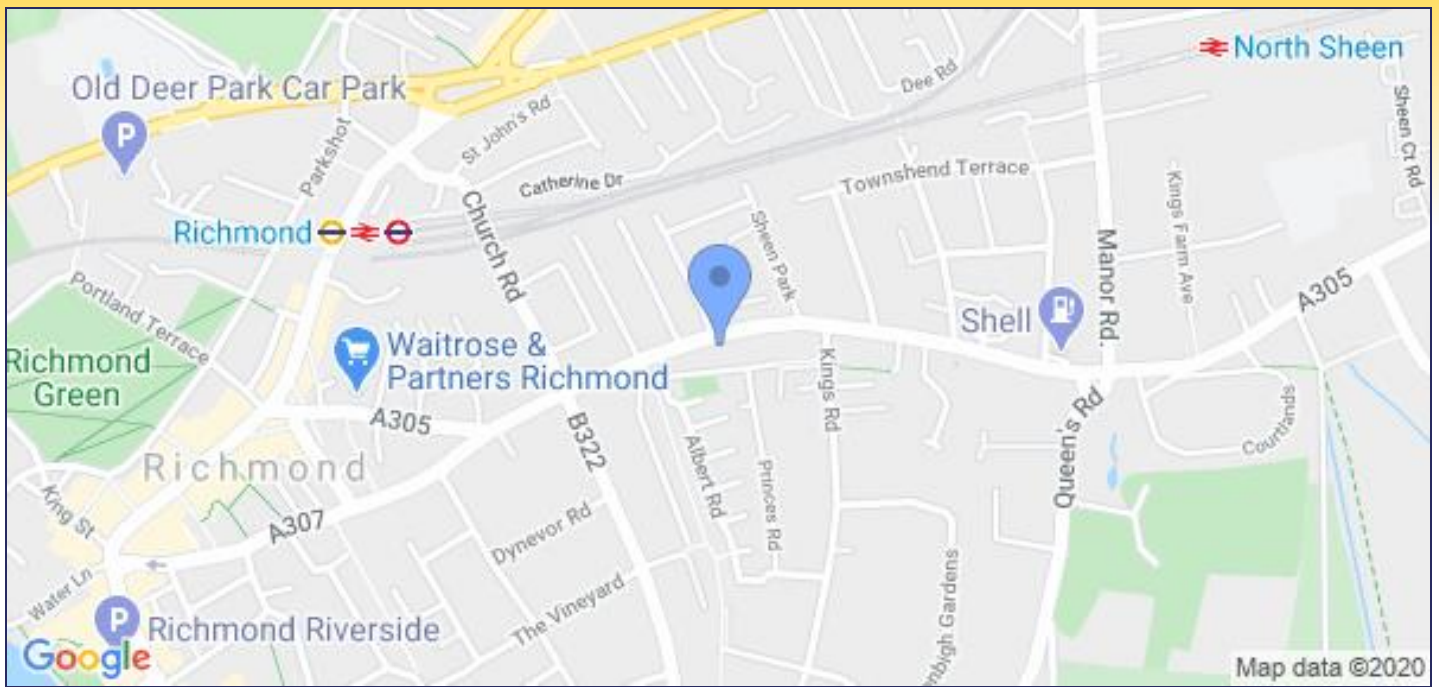 North Sheen
Old Deer Park Car Park
P
Dee Rd
Sheen Ct Rd
St John's Rd
Parkshot
Catherine Dr
Townshend Terrace
Kings Farm Ave
Richmond
Church Rd
Sheen Park
Manor Rd
A305
Portland Terrace
Shell
Richmond
Green
Waitrose &
Partners Richmond
Kings Rd
A305
B322
Queen's Rd
Courtlands
Richmond
Albert Rd
Princes Rd
King St
A307
Dynevor Rd
Water Ln
The Vineyard
nbigh Gardens
P
Richmond Riverside
Google
Map data ©2020